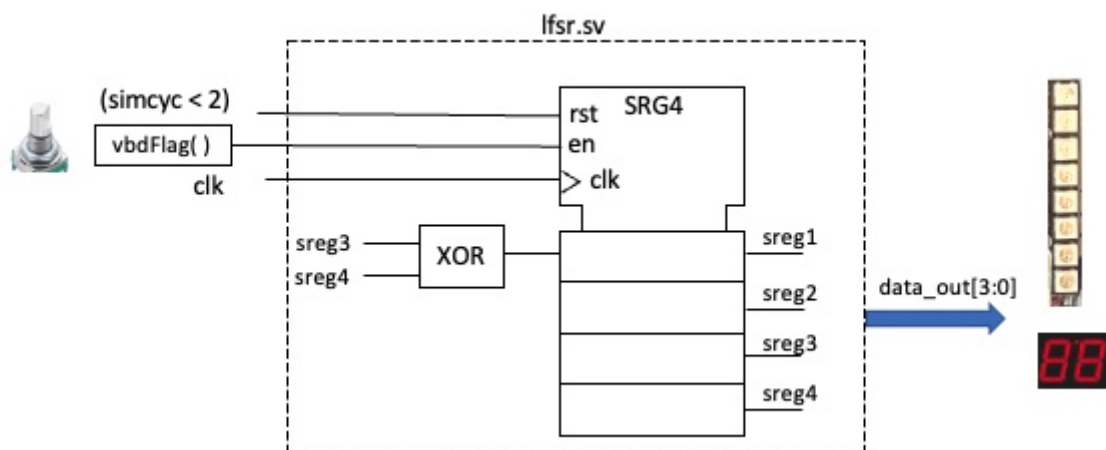 lfsr.sv
(simcyc < 2)
vbdFlag( )
clk
rst
SRG4
en
clk
sreg3
sreg4
XOR
sreg1
sreg2
sreg3
sreg4
data_out[3:0]
88